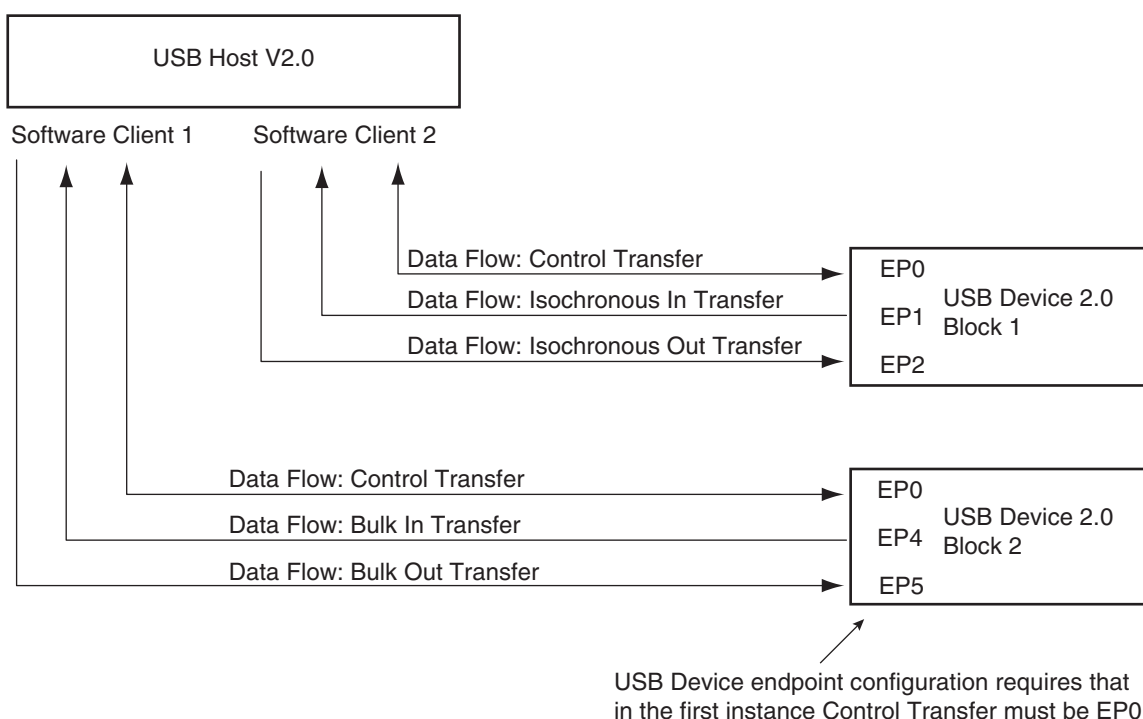 USB Host V2.0
Software Client 1
Software Client 2
Data Flow: Control Transfer
Data Flow: Isochronous In Transfer
Data Flow: Isochronous Out Transfer
EP0
EP1
EP2
USB Device 2.0
Block 1
Data Flow: Control Transfer
Data Flow: Bulk In Transfer
Data Flow: Bulk Out Transfer
EP0
EP4
EP5
USB Device 2.0
Block 2
USB Device endpoint configuration requires that
in the first instance Control Transfer must be EP0